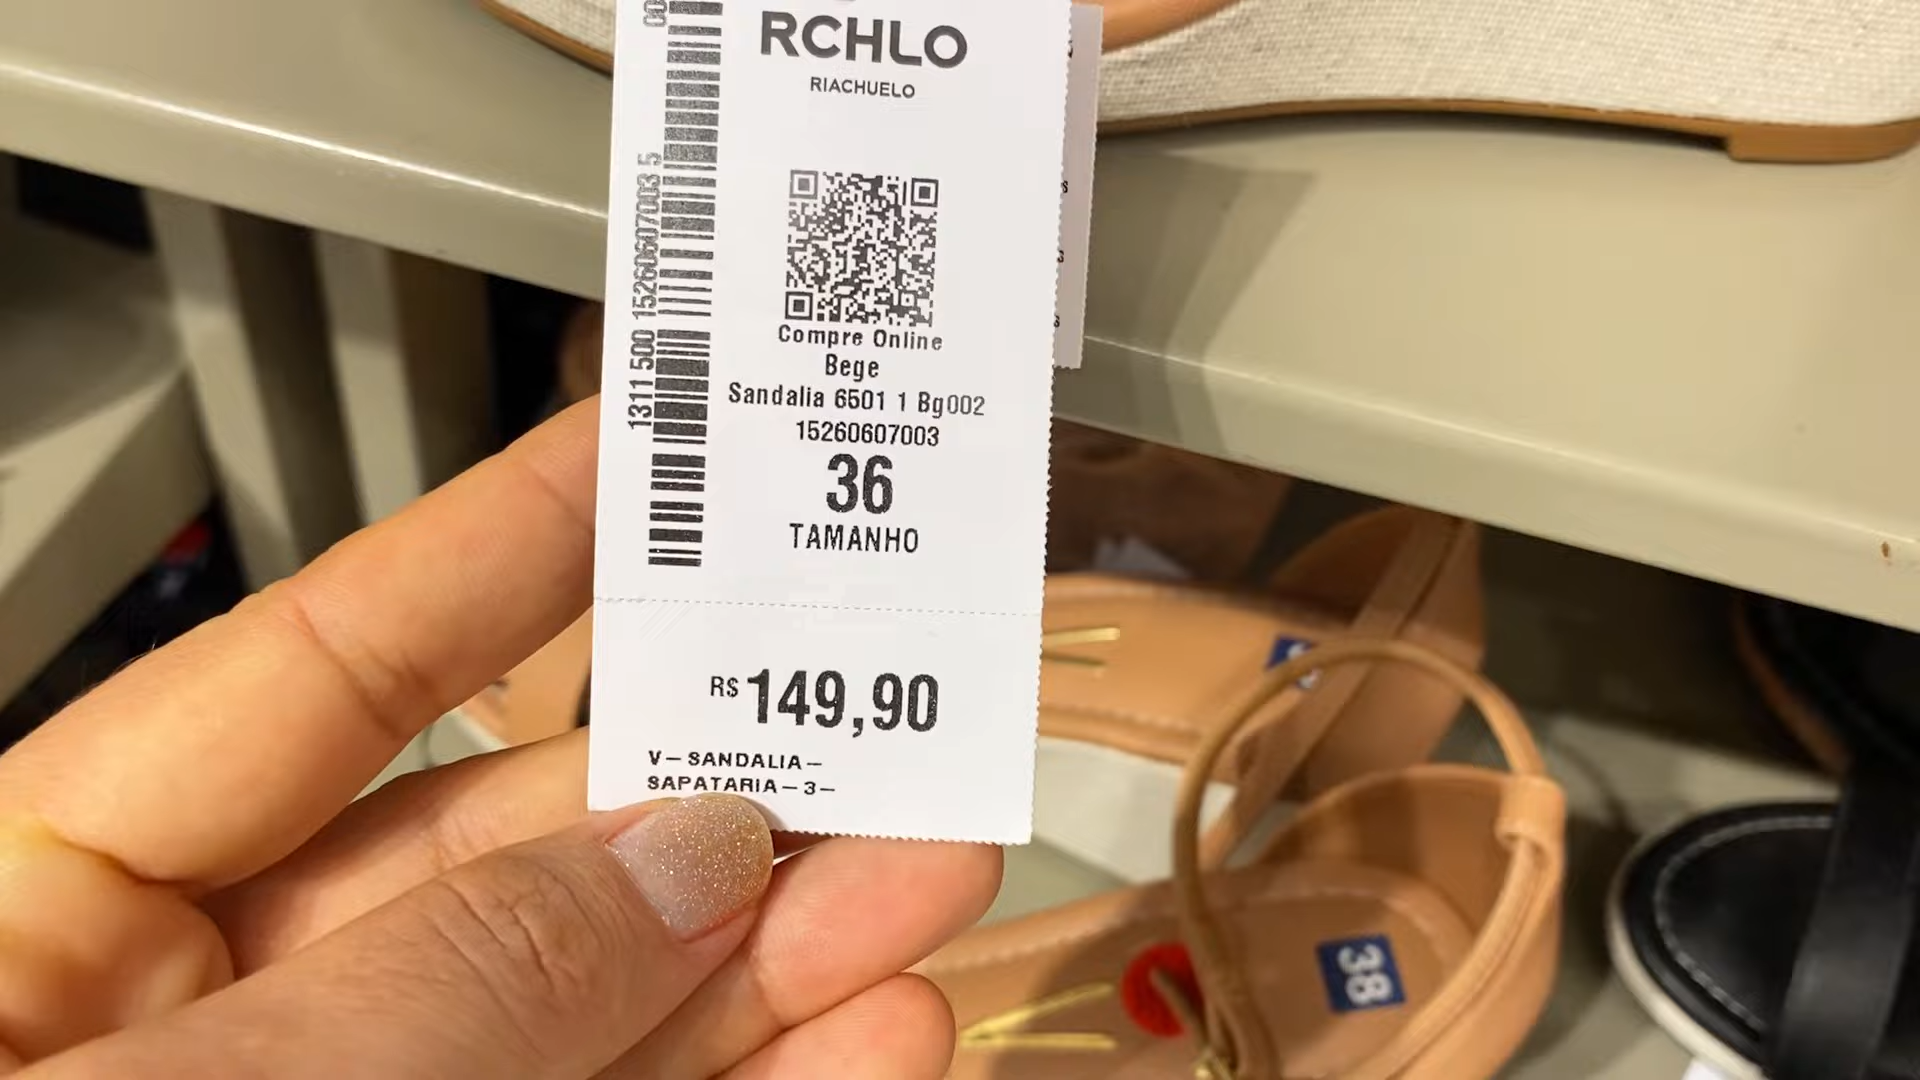 RCHLO
RIACHUELO
1311 500 15260607003 5
Compre Online
Bege
Sandalia 6501 1 Bg002
15260607003
36
TAMANHO
R$ 149,90
V-SANDALIA-
SAPATARIA-3-
38